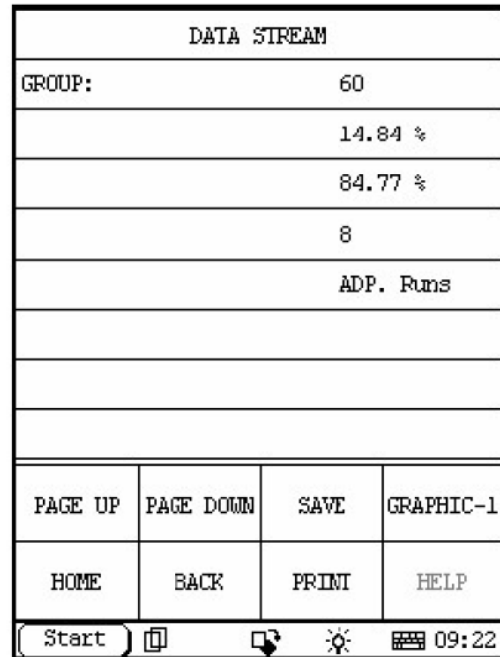 DATA STREAM
GROUP: 60
14.84 %
84.77 %
8
ADP. Runs
PAGE UP PAGE DOWN SAVE GRAPHIC-1
HOME BACK PRINT HELP
Start 09:22